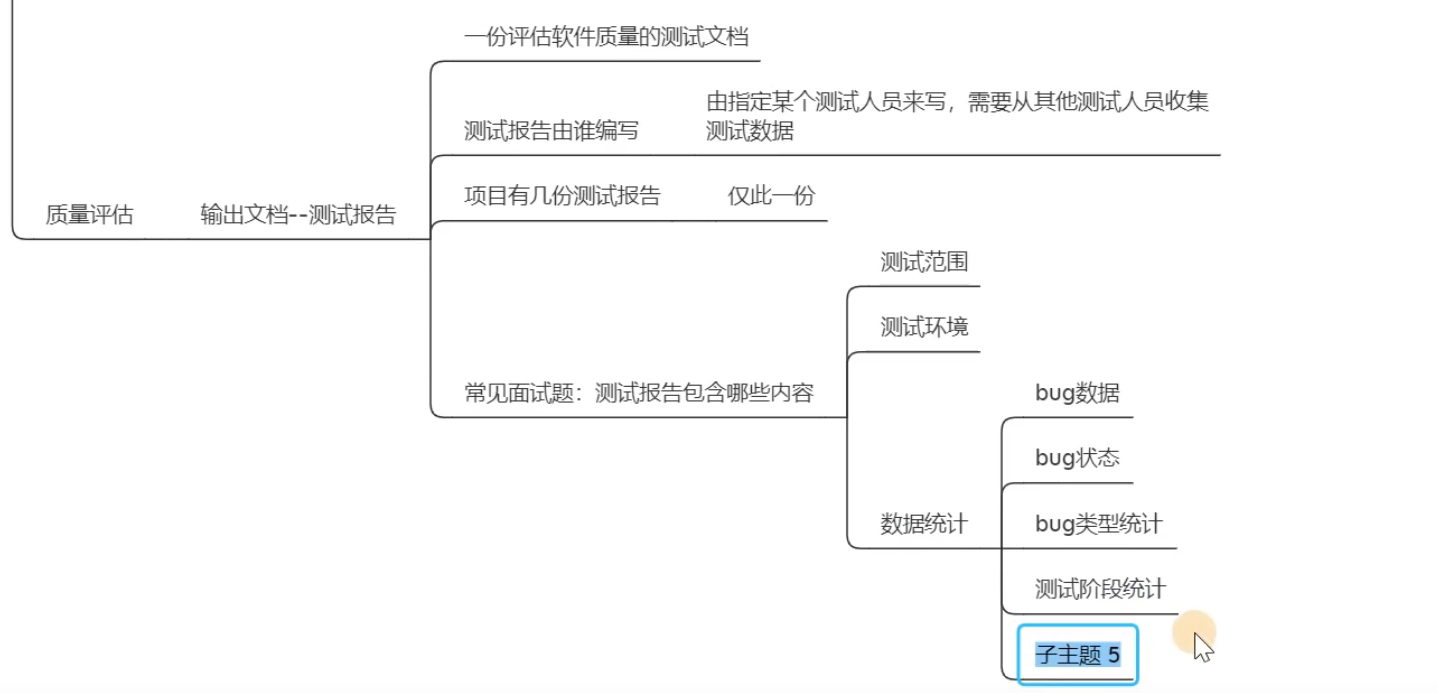 一份评估软件质量的测试文档
由指定某个测试人员来写，需要从其他测试人员收集
测试报告由谁编写
测试数据
项目有几份测试报告
仅此一份
质量评估
输出文档--测试报告
测试范围
测试环境
常见面试题：测试报告包含哪些内容
bug数据
bug状态
数据统计
bug类型统计
测试阶段统计
子主题 5